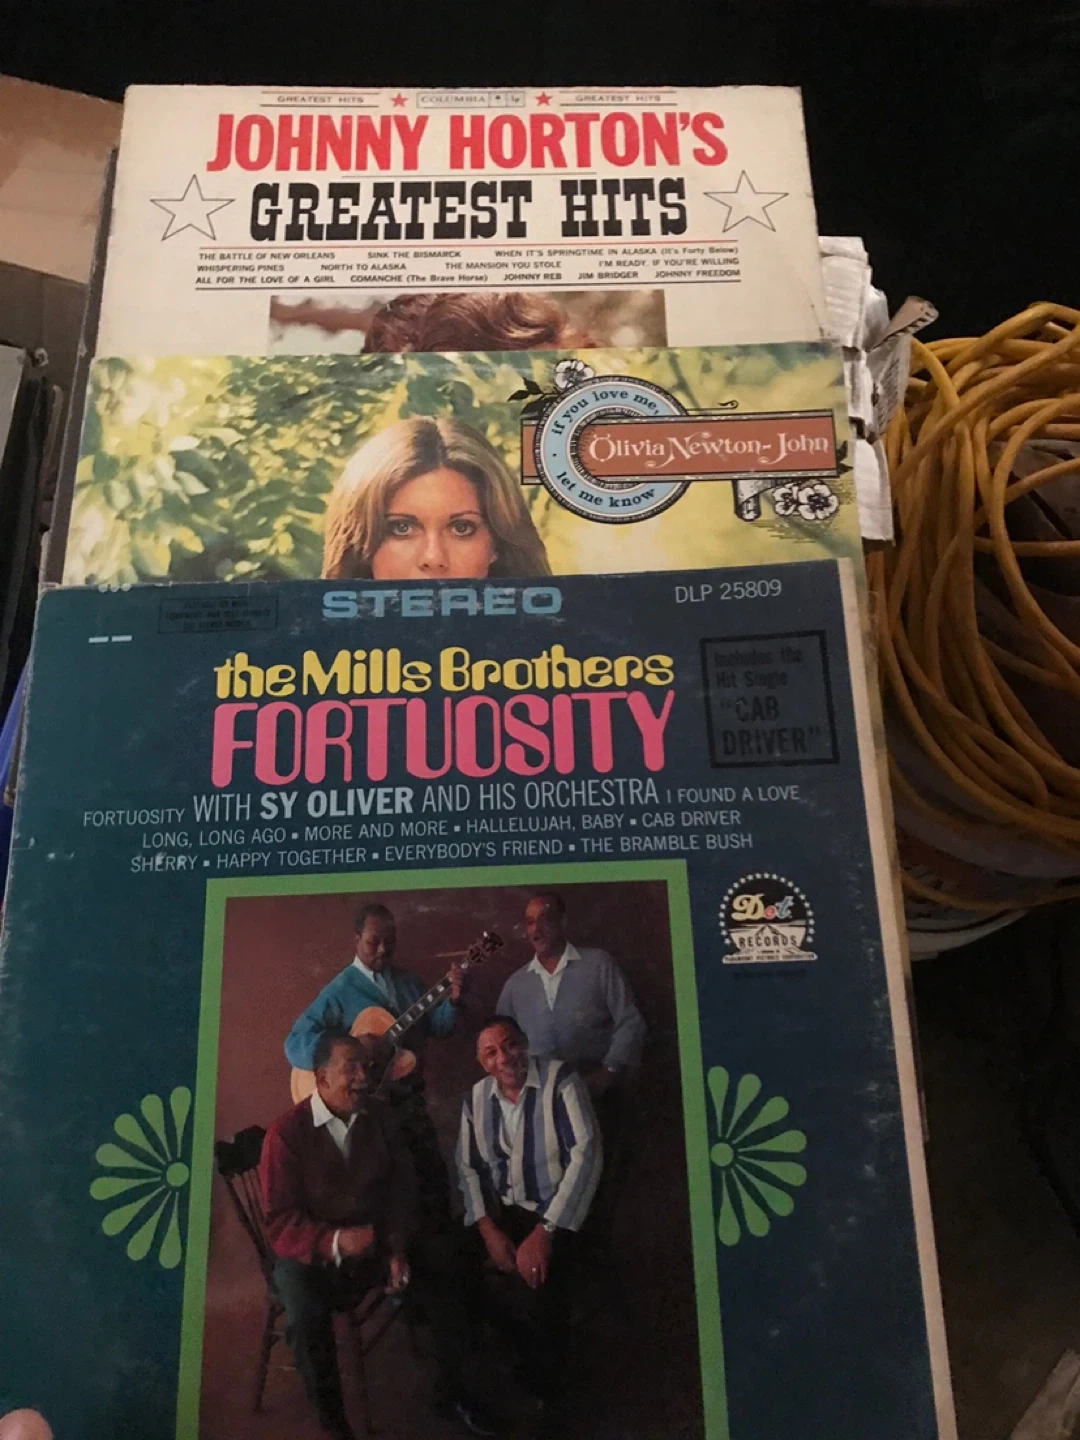 GREATEST HITS ★ COLUMBIA lp ★ GREATEST HITS
JOHNNY HORTON'S
GREATEST HITS
THE BATTLE OF NEW ORLEANS SINK THE BISMARCK WHEN IT'S SPRINGTIME IN ALASKA (It's Forty Below)
WHISPERING PINES NORTH TO ALASKA THE MANSION YOU STOLE I'M READY, IF YOU'RE WILLING
ALL FOR THE LOVE OF A GIRL COMANCHE (The Brave Horse) JOHNNY REB JIM BRIDGER JOHNNY FREEDOM
if you love me,
Olivia Newton-John
let me know
STEREO
DLP 25809
the Mills Brothers
FORTUOSITY
Includes the
Hit Single
"CAB
DRIVER"
FORTUOSITY WITH SY OLIVER AND HIS ORCHESTRA I FOUND A LOVE
LONG, LONG AGO ▪ MORE AND MORE ▪ HALLELUJAH, BABY ▪ CAB DRIVER
SHERRY ▪ HAPPY TOGETHER ▪ EVERYBODY'S FRIEND ▪ THE BRAMBLE BUSH
Dot
RECORDS
PARAMOUNT PICTURES CORPORATION